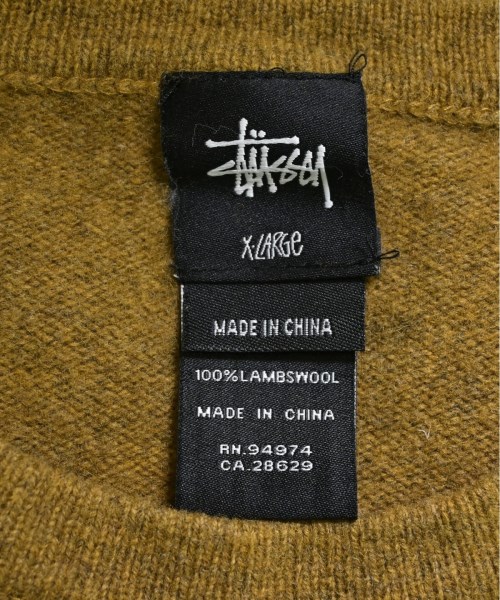 Stüssy
X-LARGE
MADE IN CHINA
100%LAMBSWOOL
MADE IN CHINA
RN.94974
CA.28629